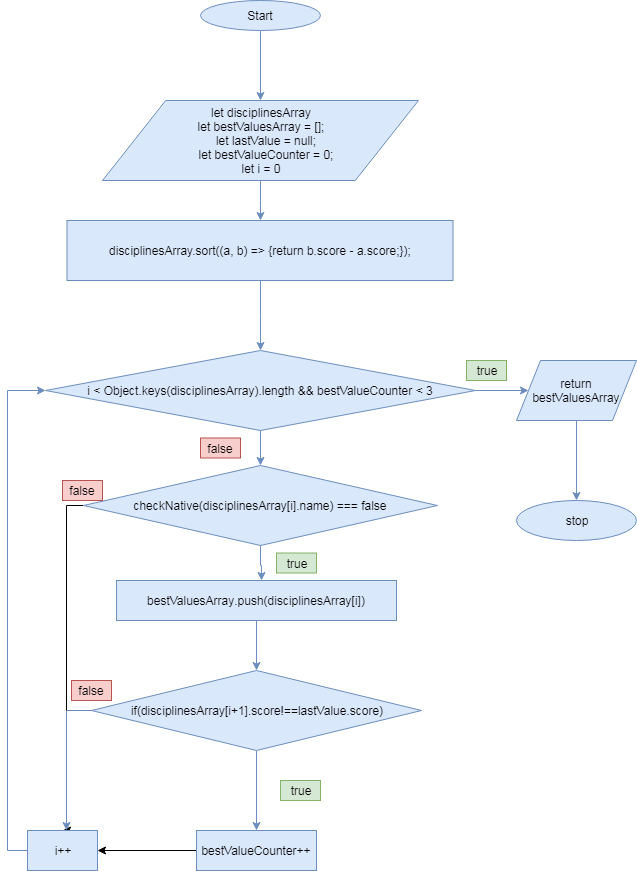 Start
let disciplinesArray
let bestValuesArray = [];
let lastValue = null;
let bestValueCounter = 0;
let i = 0
disciplinesArray.sort((a, b) => {return b.score - a.score;});
i < Object.keys(disciplinesArray).length && bestValueCounter < 3
true
return
bestValuesArray
false
stop
false
checkNative(disciplinesArray[i].name) === false
true
bestValuesArray.push(disciplinesArray[i])
false
if(disciplinesArray[i+1].score!==lastValue.score)
true
i++
bestValueCounter++